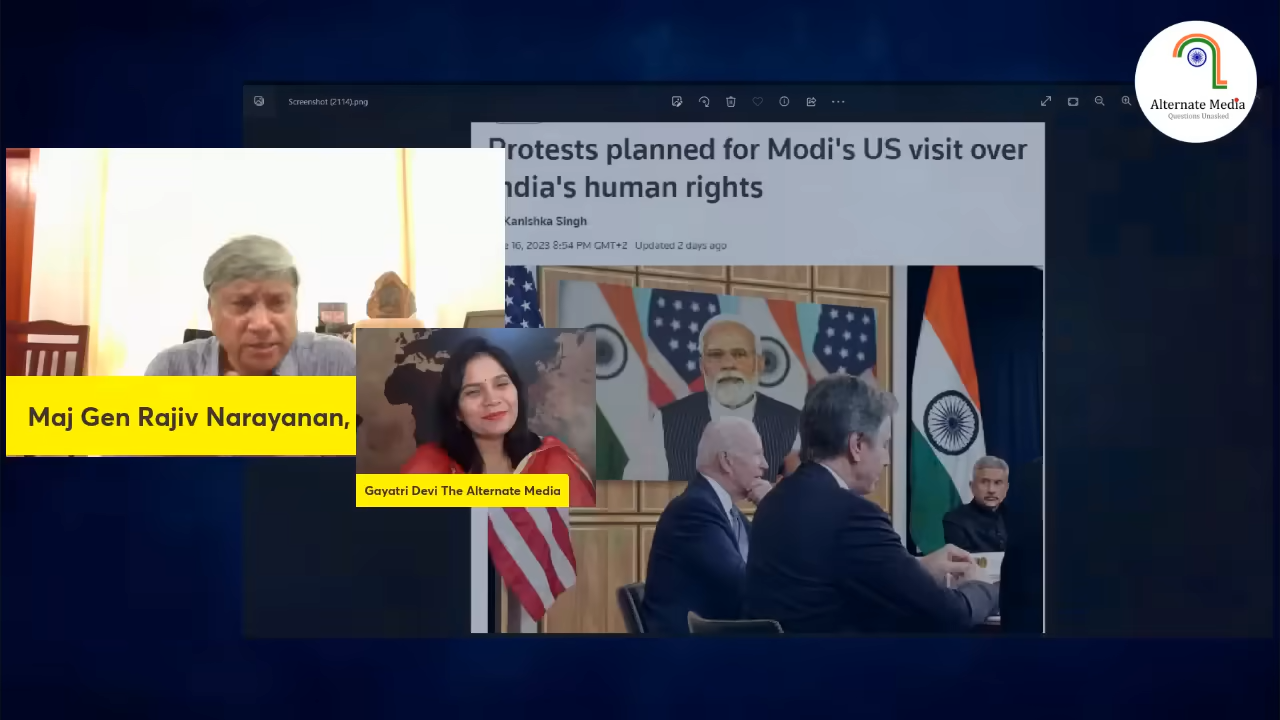 Screenshot (2114).png
Alternate Media
Questions Unasked
Protests planned for Modi's US visit over
ndia's human rights
Kanishka Singh
e 16, 2023 8:54 PM GMT+2 Updated 2 days ago
Maj Gen Rajiv Narayanan,
Gayatri Devi The Alternate Media